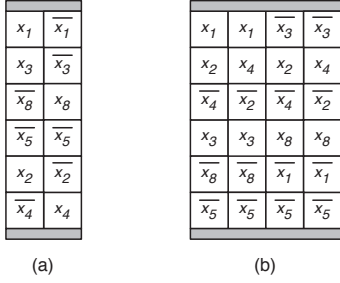 x₁ x̅₁ x₁ x₁ x̅₃ x̅₃
x₃ x̅₃ x₂ x₄ x₂ x₄
x̅₈ x₈ x̅₄ x̅₂ x̅₄ x̅₂
x̅₅ x̅₅ x₃ x₃ x₈ x₈
x₂ x̅₂ x̅₈ x̅₈ x̅₁ x̅₁
x̅₄ x₄ x̅₅ x̅₅ x̅₅ x̅₅
(a) (b)